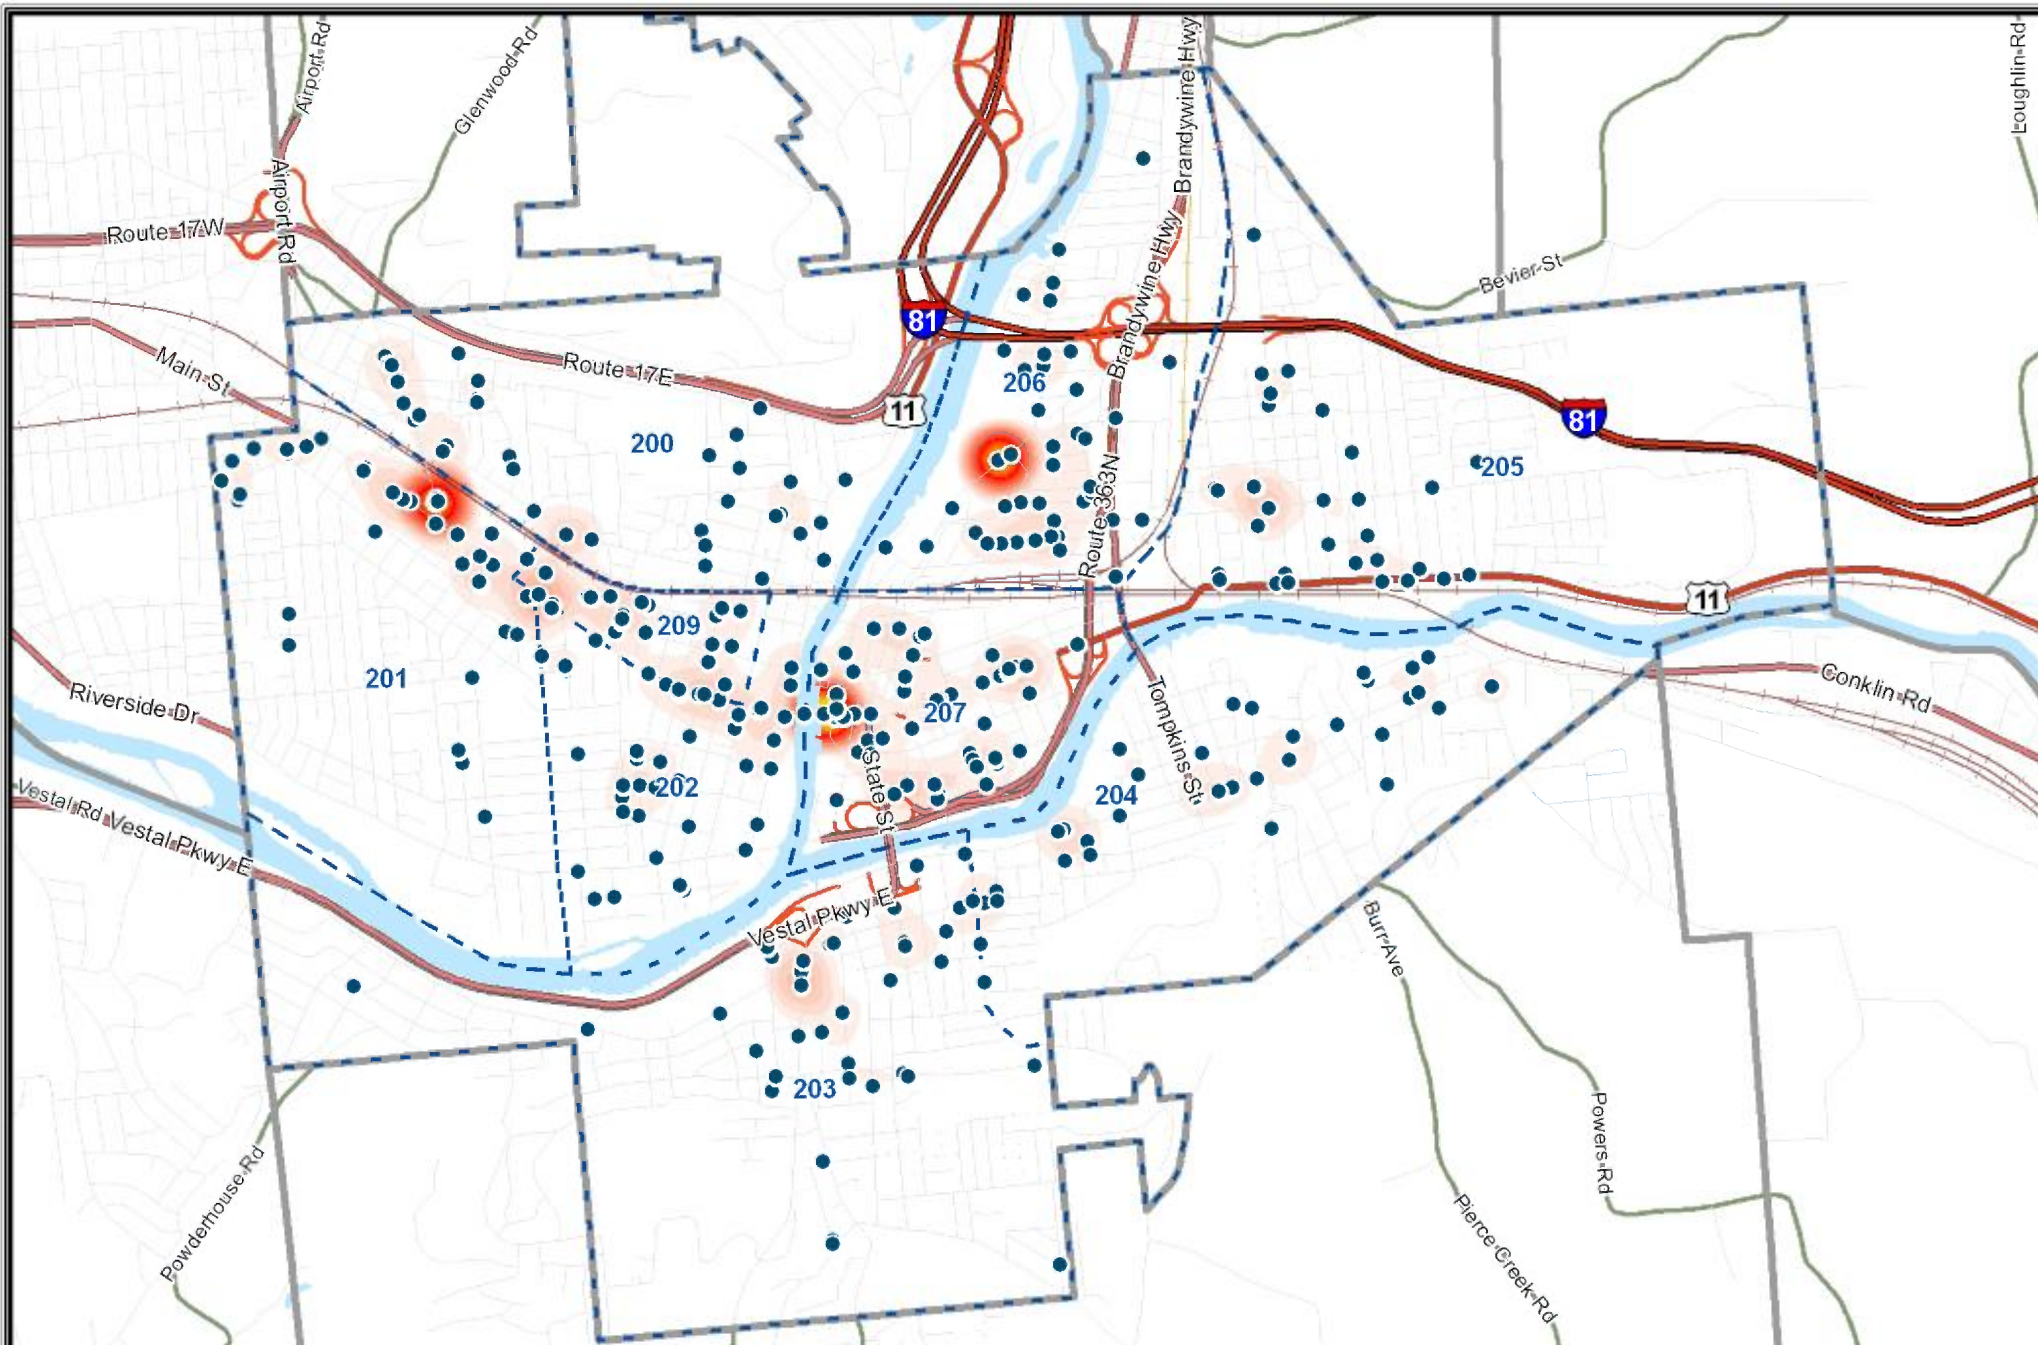 Airport Rd
Glenwood Rd
Brandywine Hwy
Loughlin Rd
Airport Rd
Route 17W
Brandywine Hwy
Bevier St
81
Main St
Route 17E
Brandywine Hwy
206
11
81
200
205
Route 363N
11
209
201
Riverside Dr
207
Conklin Rd
Tompkins St
State St
202
204
Vestal Rd
Vestal Pkwy E
Vestal Pkwy E
Burr Ave
203
Powers Rd
Powderhouse Rd
Pierce Creek Rd